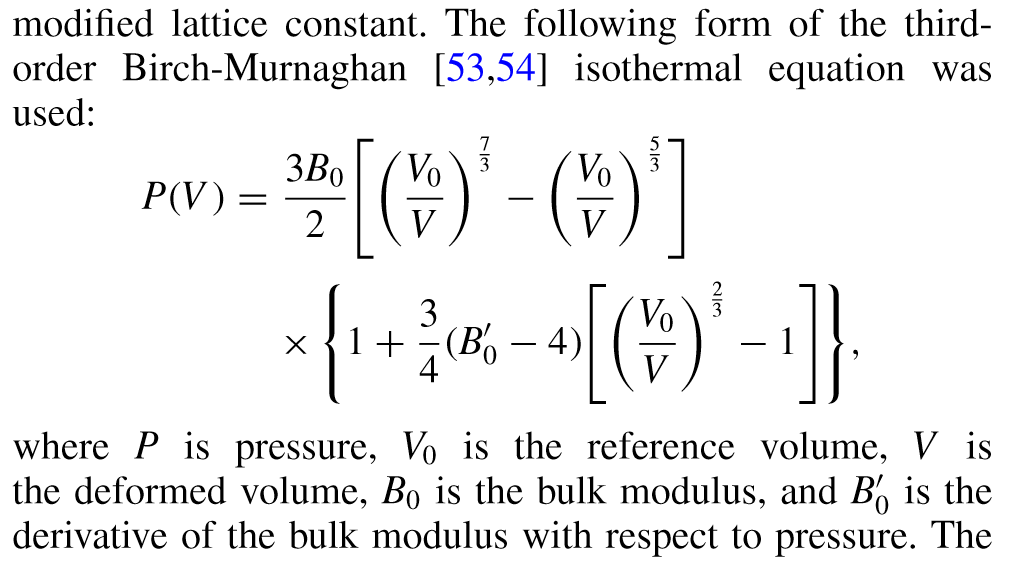 modified lattice constant. The following form of the third-
order Birch-Murnaghan [53,54] isothermal equation was
used:
P(V) = \frac{3B_0}{2} \left[ \left( \frac{V_0}{V} \right)^{\frac{7}{3}} - \left( \frac{V_0}{V} \right)^{\frac{5}{3}} \right]
\times \left\{ 1 + \frac{3}{4} (B_0' - 4) \left[ \left( \frac{V_0}{V} \right)^{\frac{2}{3}} - 1 \right] \right\},
where P is pressure, V_0 is the reference volume, V is
the deformed volume, B_0 is the bulk modulus, and B_0' is the
derivative of the bulk modulus with respect to pressure. The